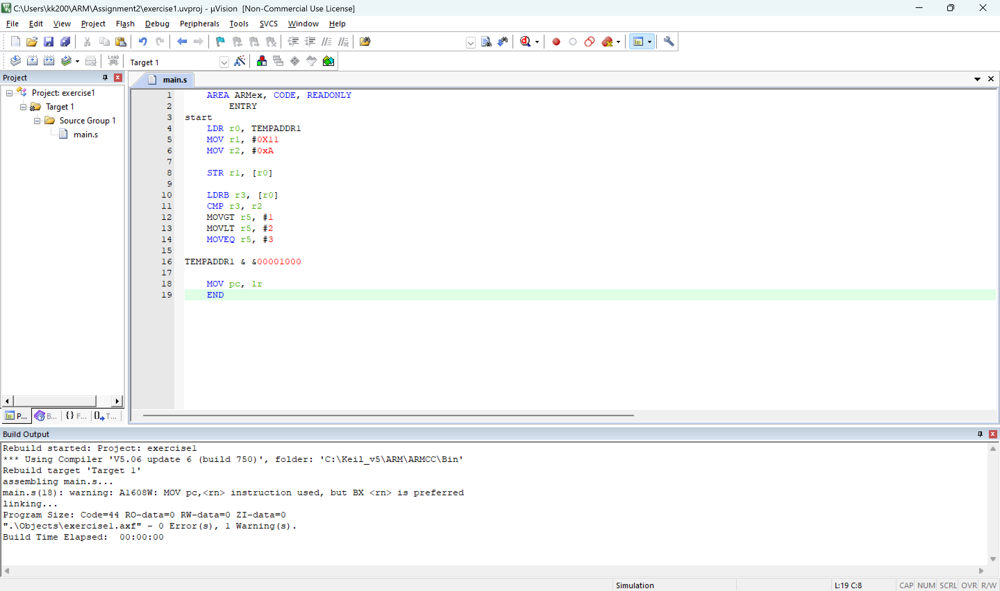 C:\Users\kk200\ARM\Assignment2\exercise1.uvproj - µVision [Non-Commercial Use License]
File Edit View Project Flash Debug Peripherals Tools SVCS Window Help
LOAD
Target 1
Project
Project: exercise1
Target 1
Source Group 1
main.s
P... B... F... T...
main.s
1 AREA ARMex, CODE, READONLY
2 ENTRY
3 start
4 LDR r0, TEMPADDR1
5 MOV r1, #0X11
6 MOV r2, #0xA
7
8 STR r1, [r0]
9
10 LDRB r3, [r0]
11 CMP r3, r2
12 MOVGT r5, #1
13 MOVLT r5, #2
14 MOVEQ r5, #3
15
16 TEMPADDR1 & &00001000
17
18 MOV pc, lr
19 END
Build Output
Rebuild started: Project: exercise1
*** Using Compiler 'V5.06 update 6 (build 750)', folder: 'C:\Keil_v5\ARM\ARMCC\Bin'
Rebuild target 'Target 1'
assembling main.s...
main.s(18): warning: A1608W: MOV pc,<rn> instruction used, but BX <rn> is preferred
linking...
Program Size: Code=44 RO-data=0 RW-data=0 ZI-data=0
".\Objects\exercise1.axf" - 0 Error(s), 1 Warning(s).
Build Time Elapsed:  00:00:00
Simulation L:19 C:8 CAP NUM SCRL OVR R/W